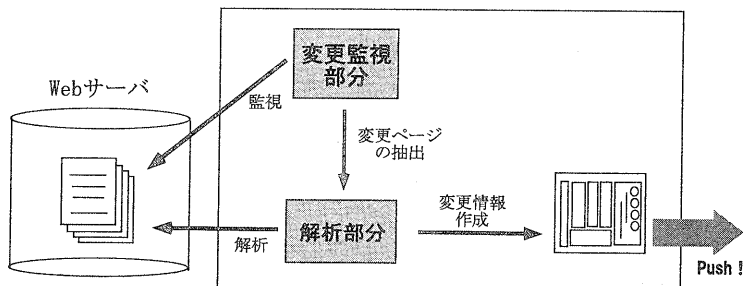 変更監視
部分
Webサーバ
監視
変更ページ
の抽出
解析部分
解析
変更情報
作成
Push!